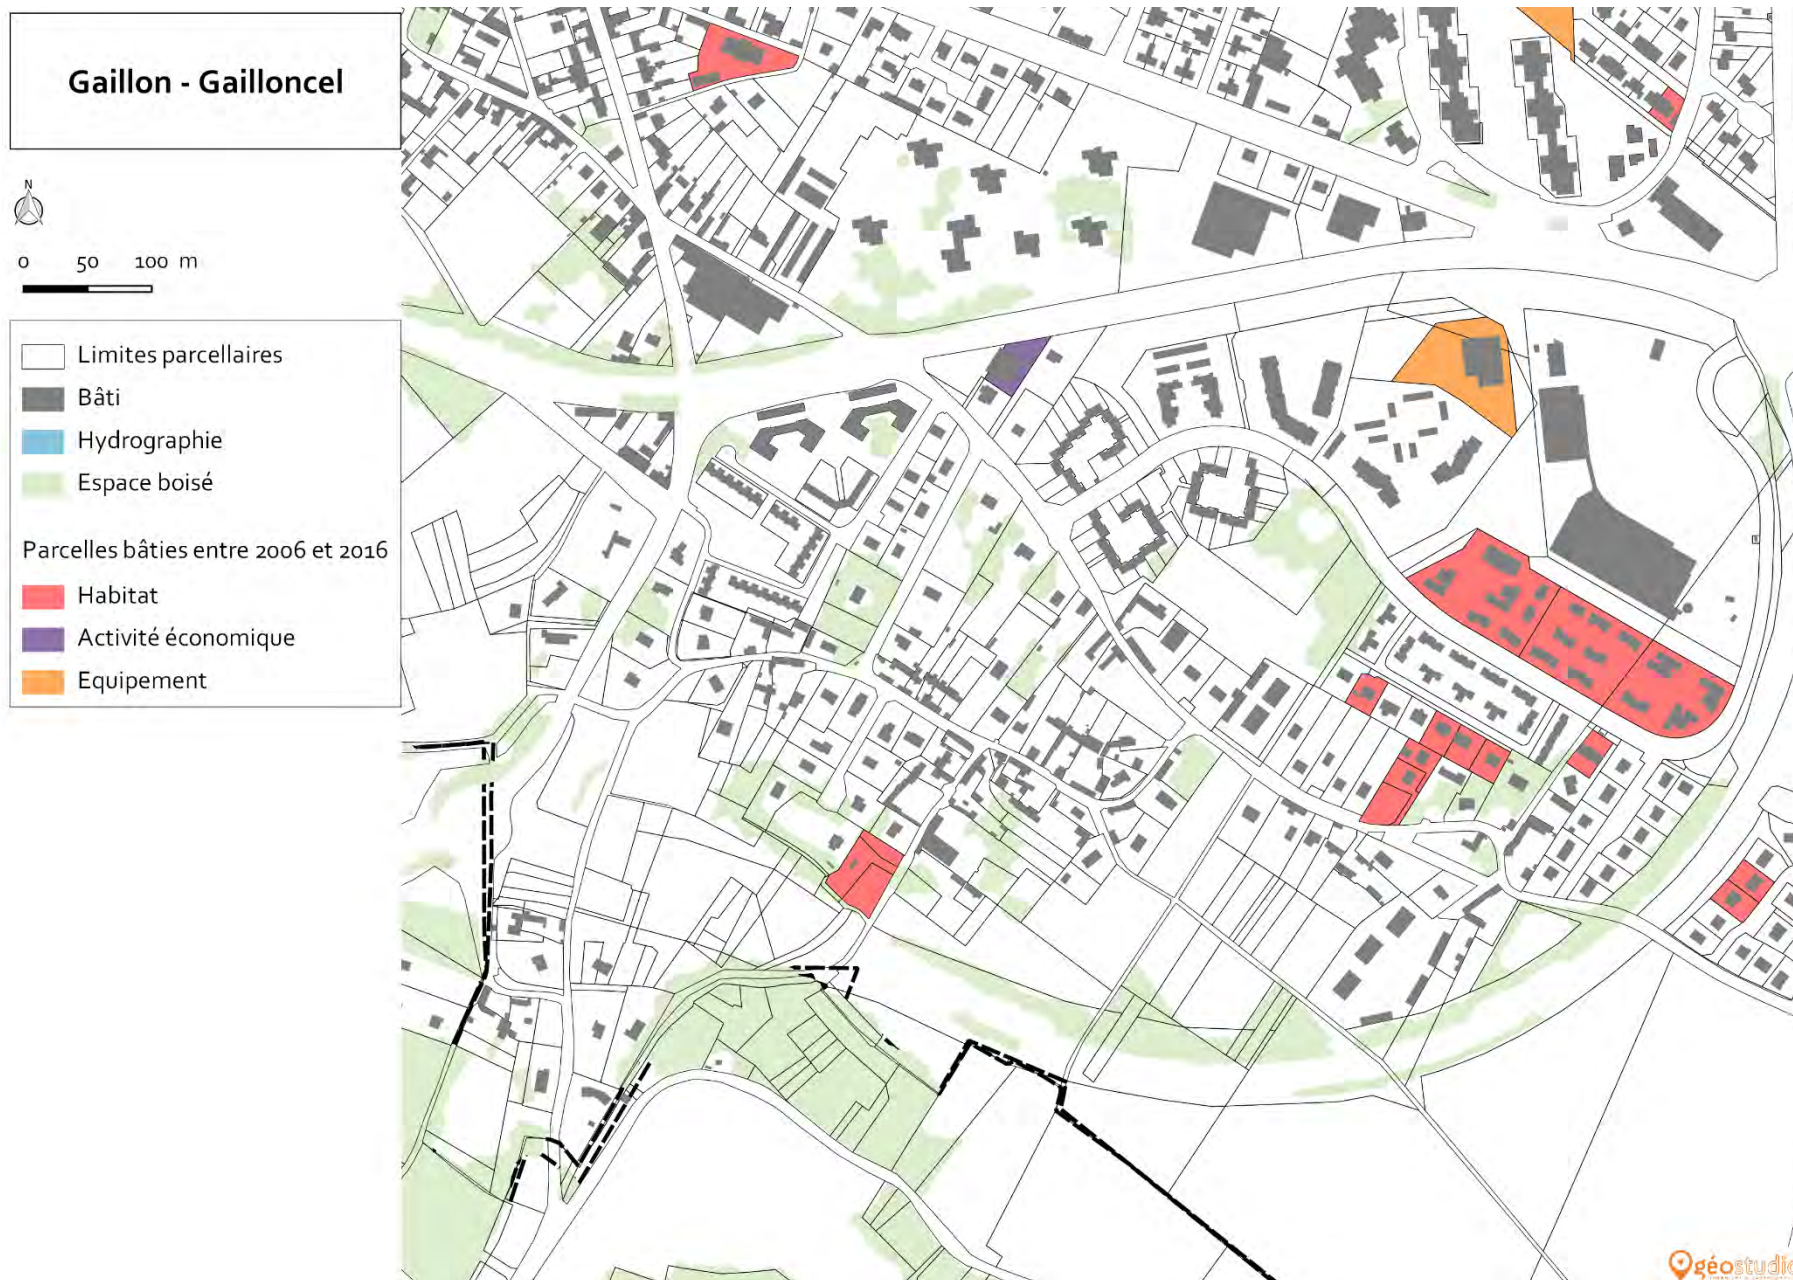 Gaillon - Gailloncel
N
0 50 100 m
Limites parcellaires
Bâti
Hydrographie
Espace boisé
Parcelles bâties entre 2006 et 2016
Habitat
Activité économique
Equipement
géostudio